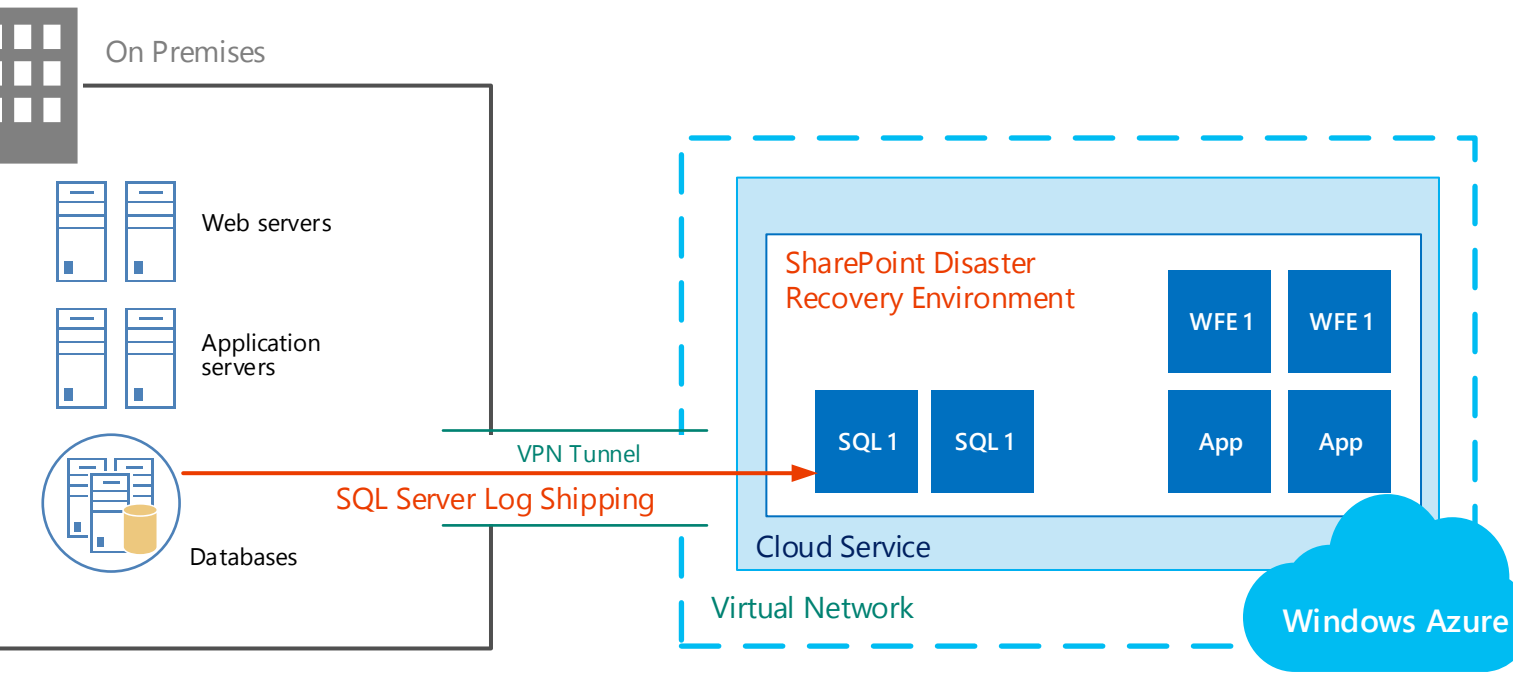 On Premises
Web servers
Application
servers
Databases
VPN Tunnel
SQL Server Log Shipping
SharePoint Disaster
Recovery Environment
WFE 1
WFE 1
SQL 1
SQL 1
App
App
Cloud Service
Virtual Network
Windows Azure